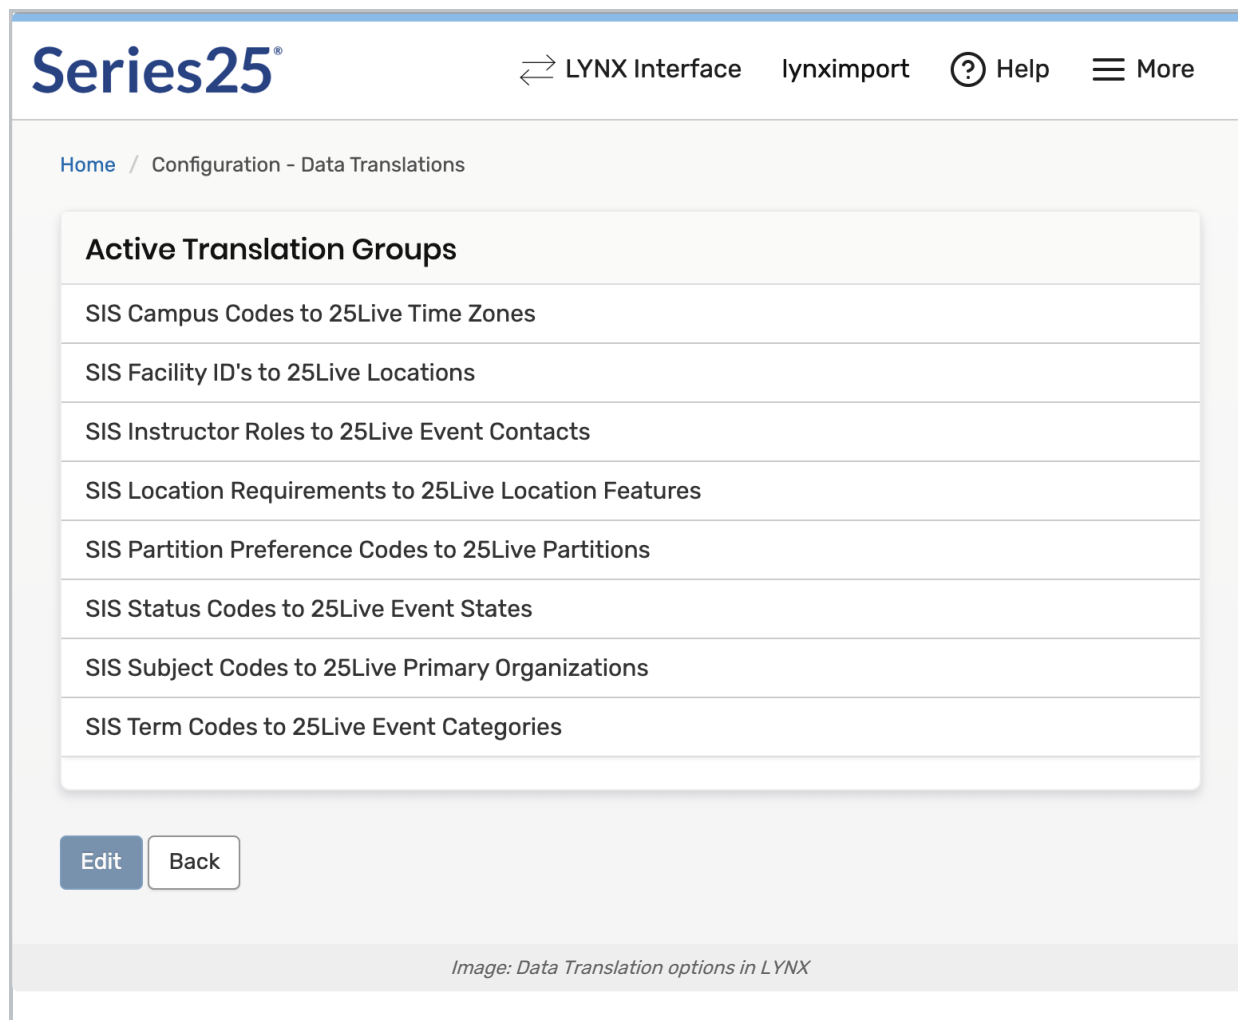 Series25®
LYNX Interface lynximport Help More
Home / Configuration - Data Translations
Active Translation Groups
SIS Campus Codes to 25Live Time Zones
SIS Facility ID's to 25Live Locations
SIS Instructor Roles to 25Live Event Contacts
SIS Location Requirements to 25Live Location Features
SIS Partition Preference Codes to 25Live Partitions
SIS Status Codes to 25Live Event States
SIS Subject Codes to 25Live Primary Organizations
SIS Term Codes to 25Live Event Categories
Edit Back
Image: Data Translation options in LYNX